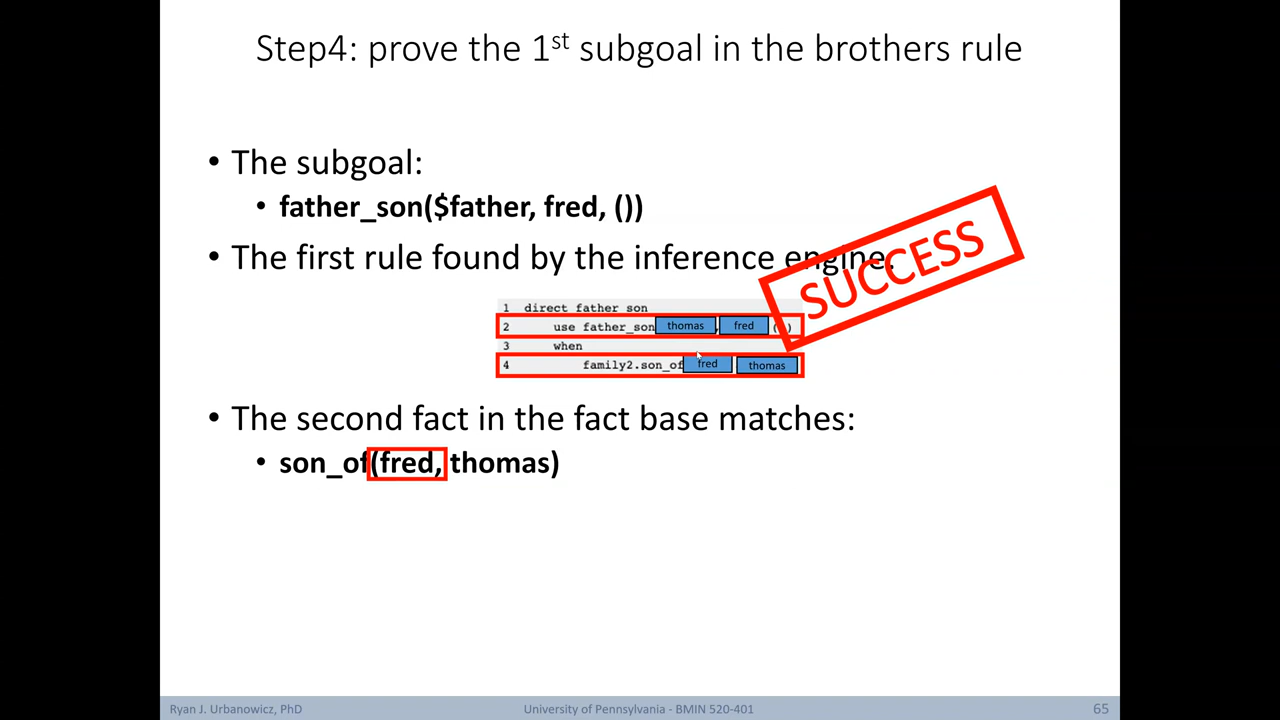 Step4: prove the 1st subgoal in the brothers rule
• The subgoal:
• father_son($father, fred, ())
• The first rule found by the inference engine.
SUCCESS
1 direct father son
2 use father_son thomas fred )
3 when
4 family2.son_of fred thomas
• The second fact in the fact base matches:
• son_of(fred, thomas)
Ryan J. Urbanowicz, PhD
University of Pennsylvania - BMIN 520-401
65